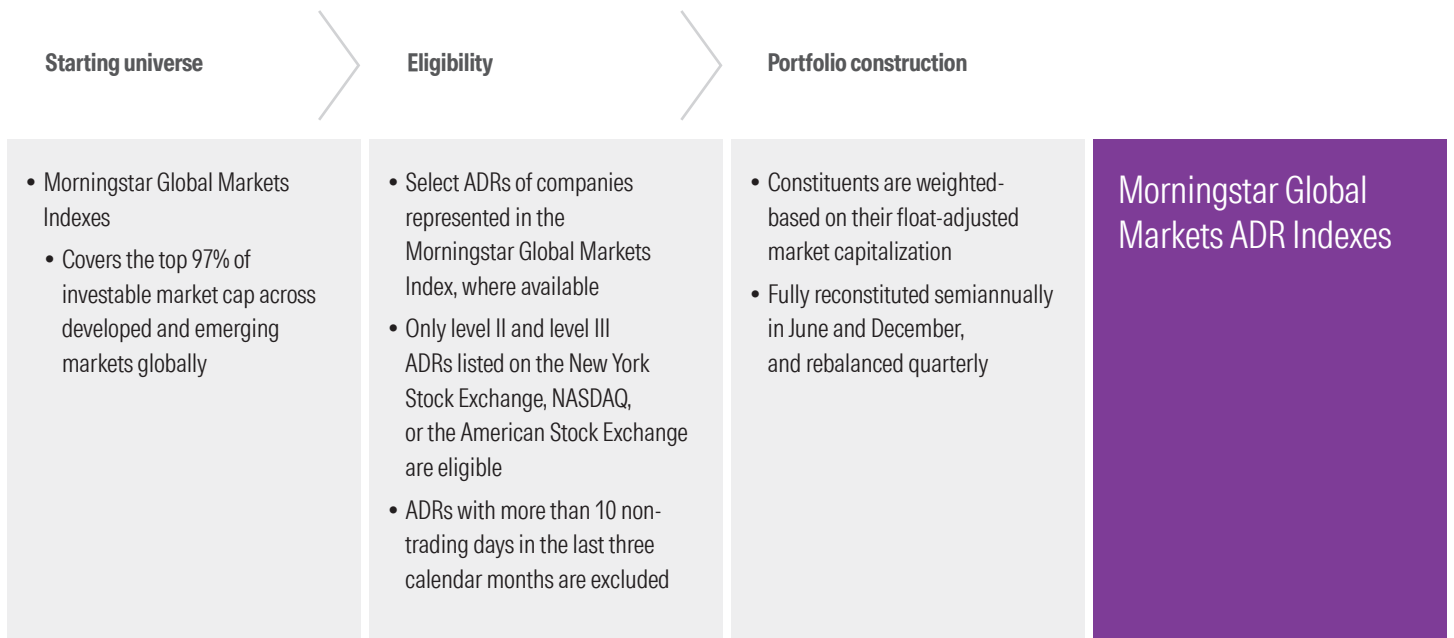 Starting universe
Eligibility
Portfolio construction
• Morningstar Global Markets
Indexes
• Covers the top 97% of
investable market cap across
developed and emerging
markets globally
• Select ADRs of companies
represented in the
Morningstar Global Markets
Index, where available
• Only level II and level III
ADRs listed on the New York
Stock Exchange, NASDAQ,
or the American Stock Exchange
are eligible
• ADRs with more than 10 non-
trading days in the last three
calendar months are excluded
• Constituents are weighted-
based on their float-adjusted
market capitalization
• Fully reconstituted semiannually
in June and December,
and rebalanced quarterly
Morningstar Global
Markets ADR Indexes